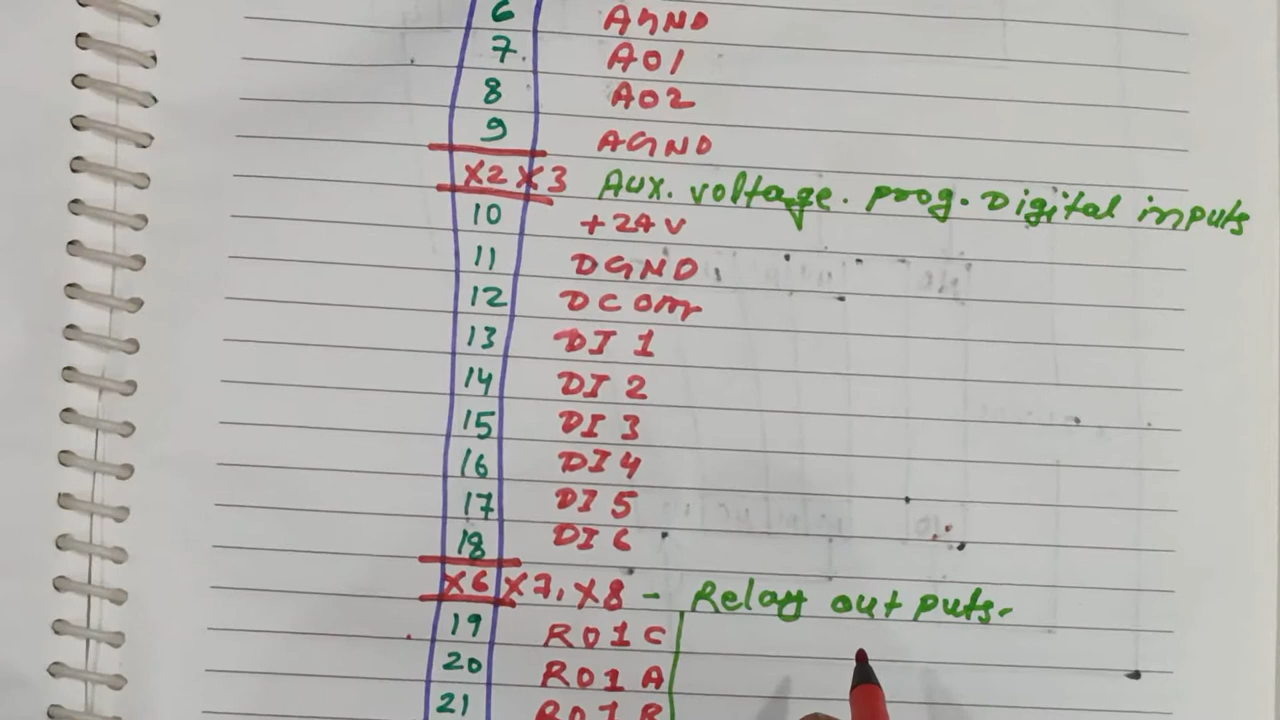 6 AGND
7. AO1
8 AO2
9 AGND
X2 X3 Aux. voltage. prog. Digital inputs
10 +24V
11 DGND
12 DCOM
13 DI 1
14 DI 2
15 DI 3
16 DI 4
17 DI 5
18 DI 6
X6 X7, X8 - Relay outputs.
19 RO1C
20 RO1A
21 RO1B